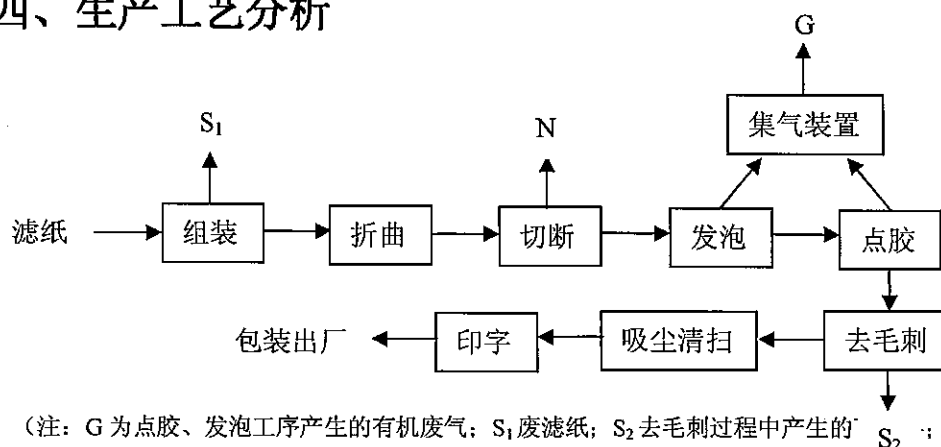 四、生产工艺分析
G
S₁
N
集气装置
滤纸 组装 折曲 切断 发泡 点胶
包装出厂 印字 吸尘清扫 去毛刺
(注：G 为点胶、发泡工序产生的有机废气；S₁废滤纸；S₂去毛刺过程中产生的
S₂